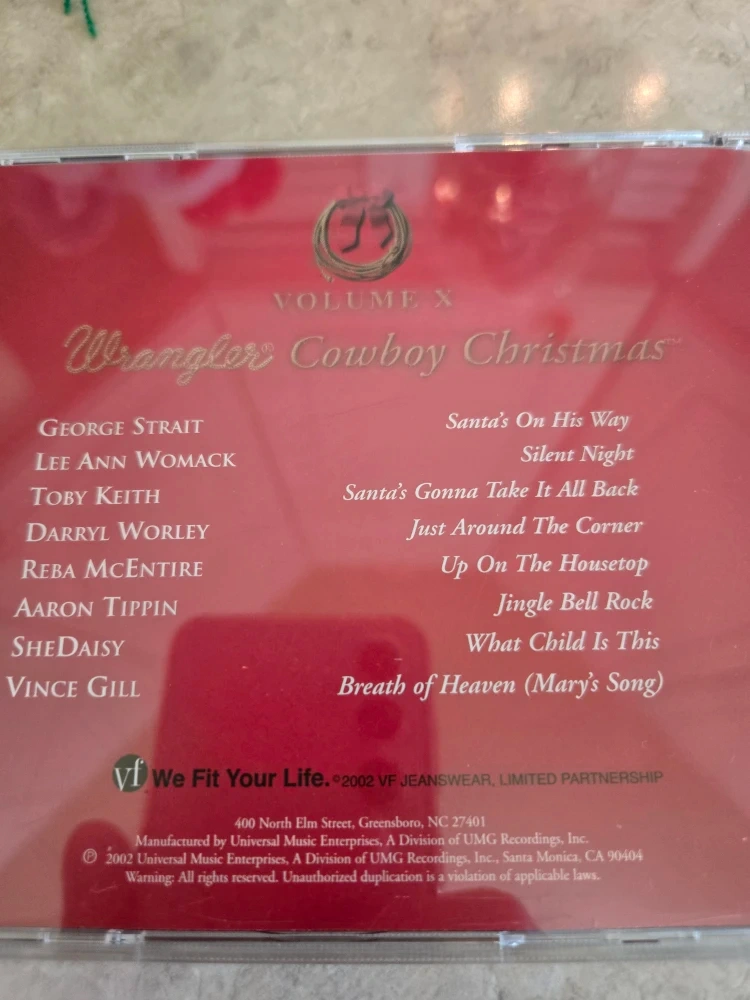 VOLUME X
Wrangler® Cowboy Christmas™
GEORGE STRAIT Santa's On His Way
LEE ANN WOMACK Silent Night
TOBY KEITH Santa's Gonna Take It All Back
DARRYL WORLEY Just Around The Corner
REBA MCENTIRE Up On The Housetop
AARON TIPPIN Jingle Bell Rock
SHEDAISY What Child Is This
VINCE GILL Breath of Heaven (Mary's Song)
vf We Fit Your Life. ©2002 VF JEANSWEAR, LIMITED PARTNERSHIP
400 North Elm Street, Greensboro, NC 27401
Manufactured by Universal Music Enterprises, A Division of UMG Recordings, Inc.
℗ 2002 Universal Music Enterprises, A Division of UMG Recordings, Inc., Santa Monica, CA 90404
Warning: All rights reserved. Unauthorized duplication is a violation of applicable laws.